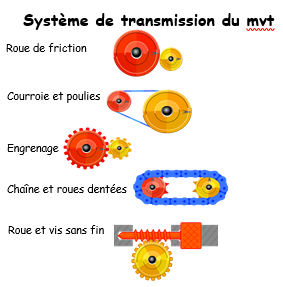 Système de transmission du mvt
Roue de friction
Courroie et poulies
Engrenage
Chaîne et roues dentées
Roue et vis sans fin